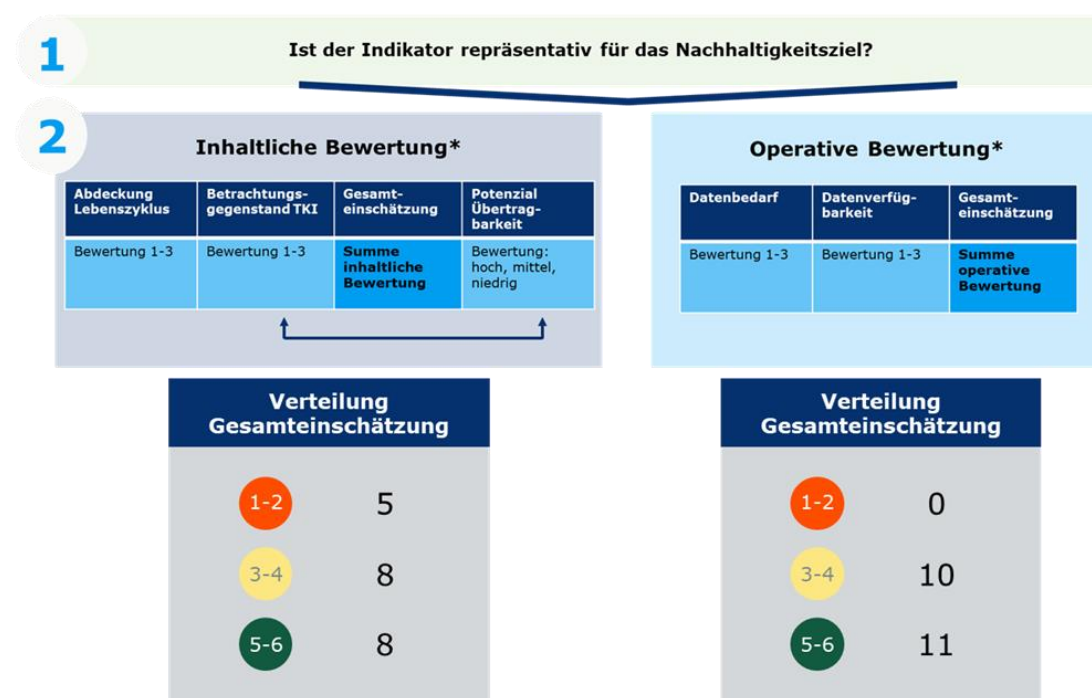 1
Ist der Indikator repräsentativ für das Nachhaltigkeitsziel?
2
Inhaltliche Bewertung*
Abdeckung
Lebenszyklus
Betrachtungs-
gegenstand TKI
Gesamt-
einschätzung
Potenzial
Übertrag-
barkeit
Bewertung 1-3
Bewertung 1-3
Summe
inhaltliche
Bewertung
Bewertung:
hoch, mittel,
niedrig
Operative Bewertung*
Datenbedarf
Datenverfüg-
barkeit
Gesamt-
einschätzung
Bewertung 1-3
Bewertung 1-3
Summe
operative
Bewertung
Verteilung
Gesamteinschätzung
1-2 5
3-4 8
5-6 8
Verteilung
Gesamteinschätzung
1-2 0
3-4 10
5-6 11